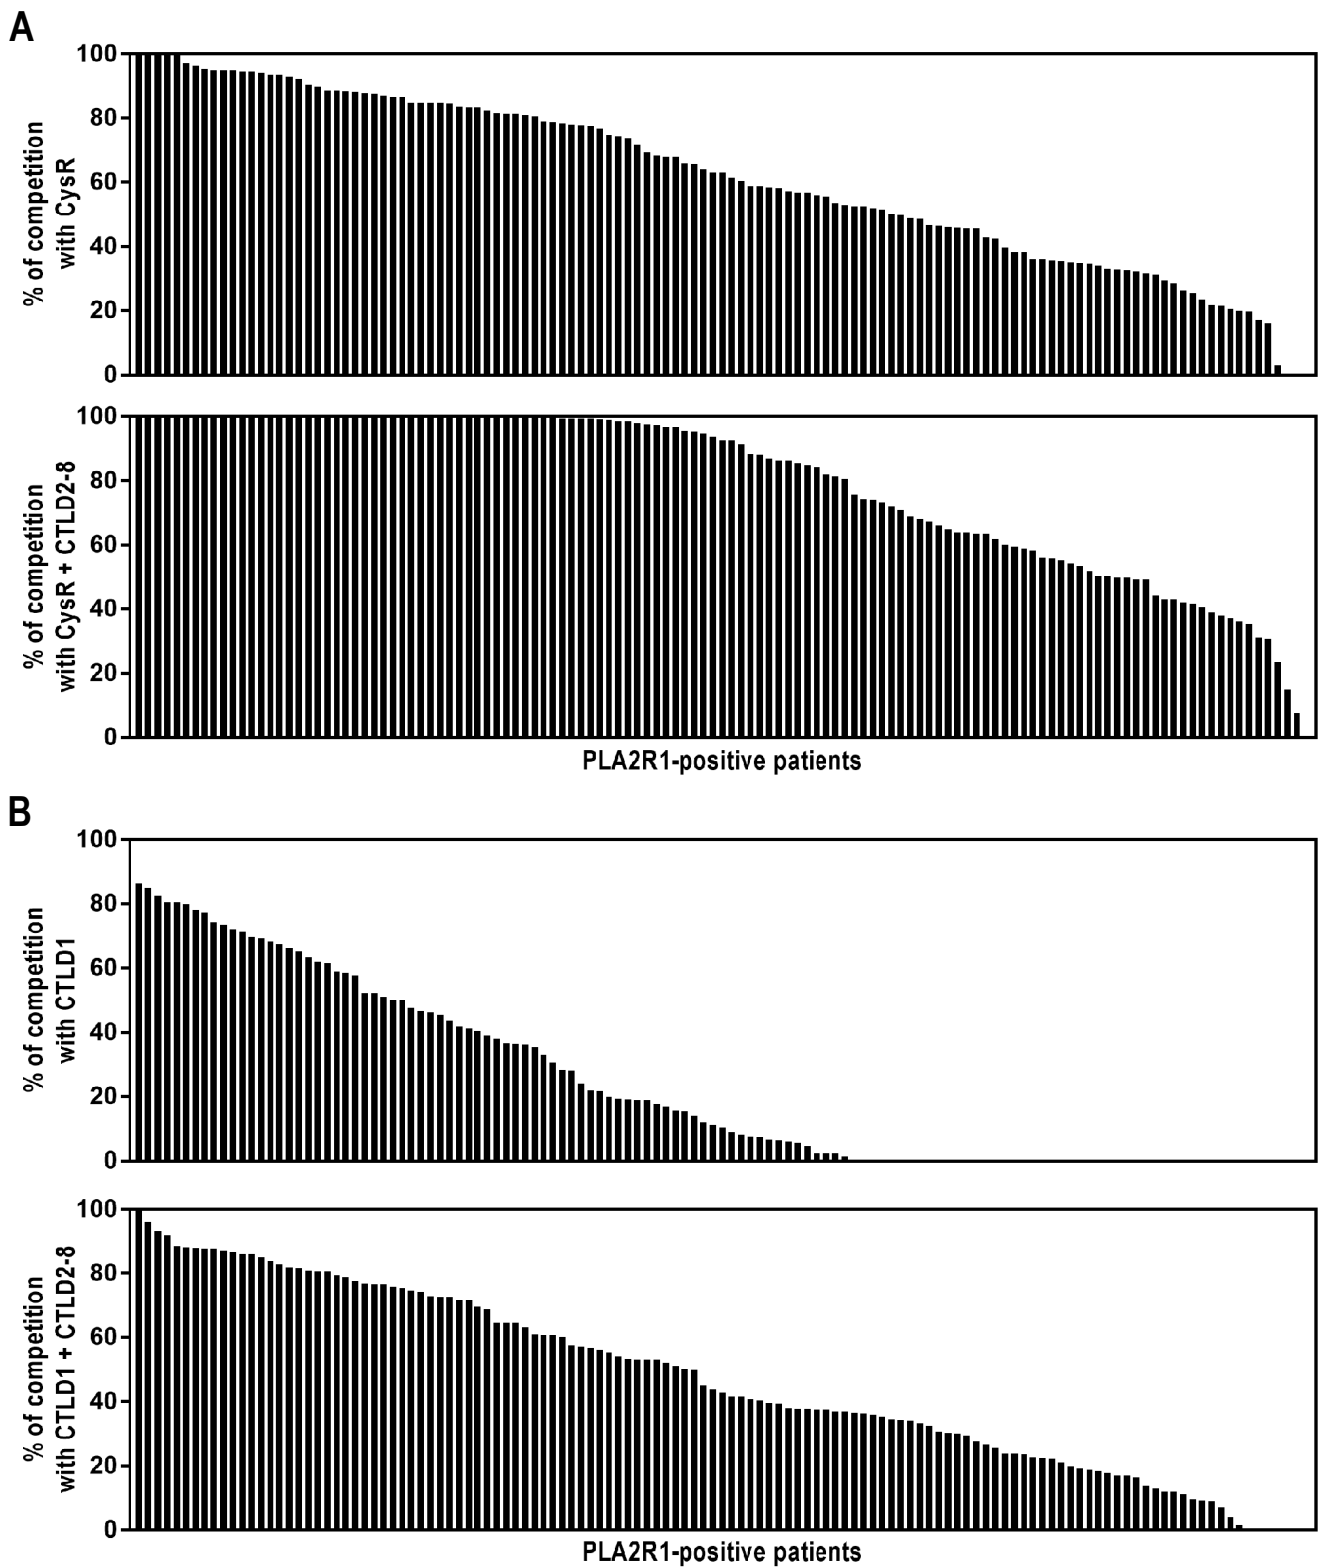 A
% of competition
with CysR
100
80
60
40
20
0
% of competition
with CysR + CTLD2-8
100
80
60
40
20
0
PLA2R1-positive patients
B
% of competition
with CTLD1
100
80
60
40
20
0
% of competition
with CTLD1 + CTLD2-8
100
80
60
40
20
0
PLA2R1-positive patients